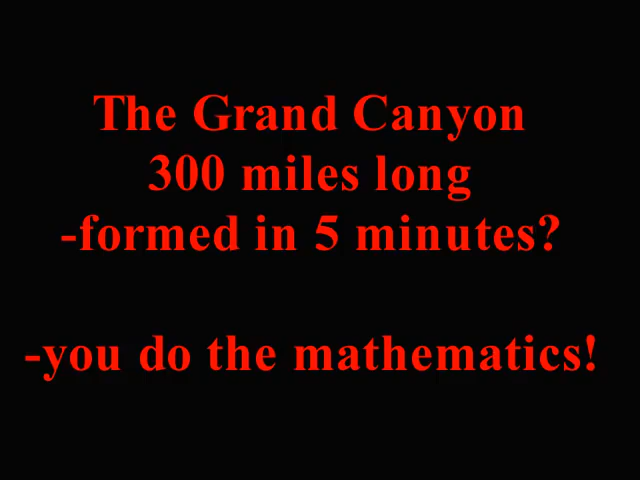 The Grand Canyon
300 miles long
-formed in 5 minutes?
-you do the mathematics!